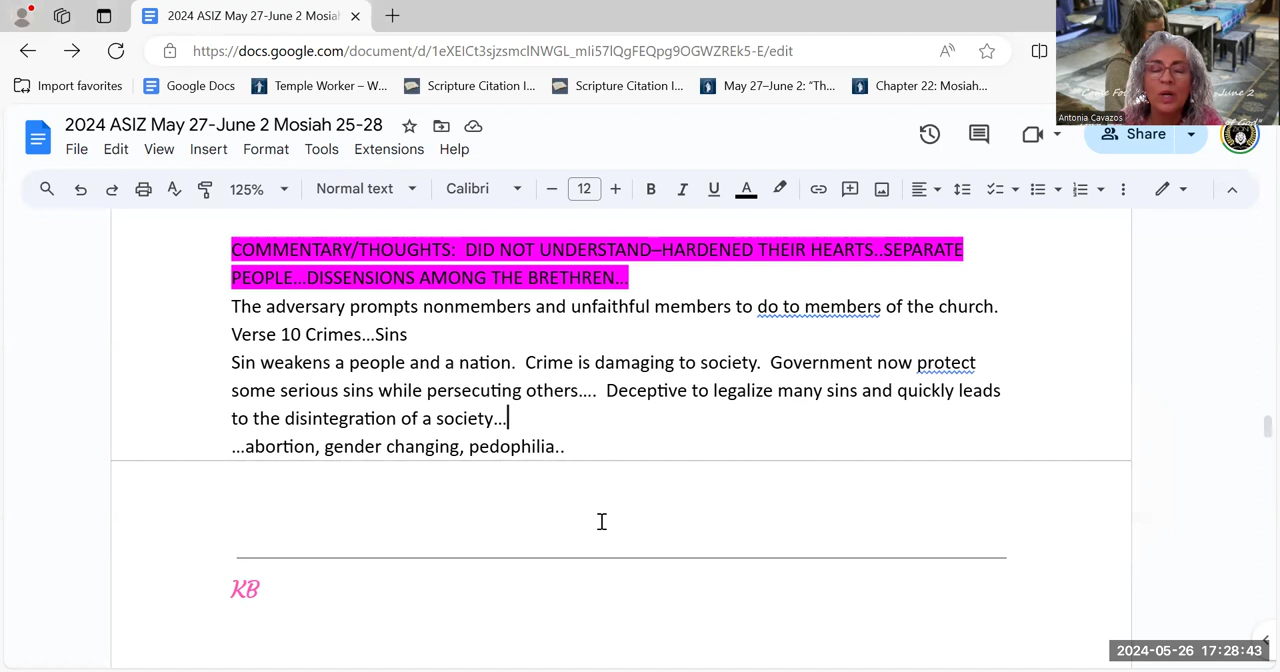 2024 ASIZ May 27-June 2 Mosiah
https://docs.google.com/document/d/1eXEICt3sjzsmclNWGL_mIi57lQgFEQpg9OGWZREk5-E/edit
Import favorites
Google Docs
Temple Worker – W...
Scripture Citation I...
Scripture Citation I...
May 27–June 2: “Th...
Chapter 22: Mosiah...
June 2
of God"
Antonia Cavazos
2024 ASIZ May 27-June 2 Mosiah 25-28
File Edit View Insert Format Tools Extensions Help
Share
125% Normal text Calibri 12 B I U A
COMMENTARY/THOUGHTS: DID NOT UNDERSTAND–HARDENED THEIR HEARTS..SEPARATE
PEOPLE...DISSENSIONS AMONG THE BRETHREN...
The adversary prompts nonmembers and unfaithful members to do to members of the church.
Verse 10 Crimes...Sins
Sin weakens a people and a nation. Crime is damaging to society. Government now protect
some serious sins while persecuting others.... Deceptive to legalize many sins and quickly leads
to the disintegration of a society...
...abortion, gender changing, pedophilia..
KB
2024-05-26 17:28:43